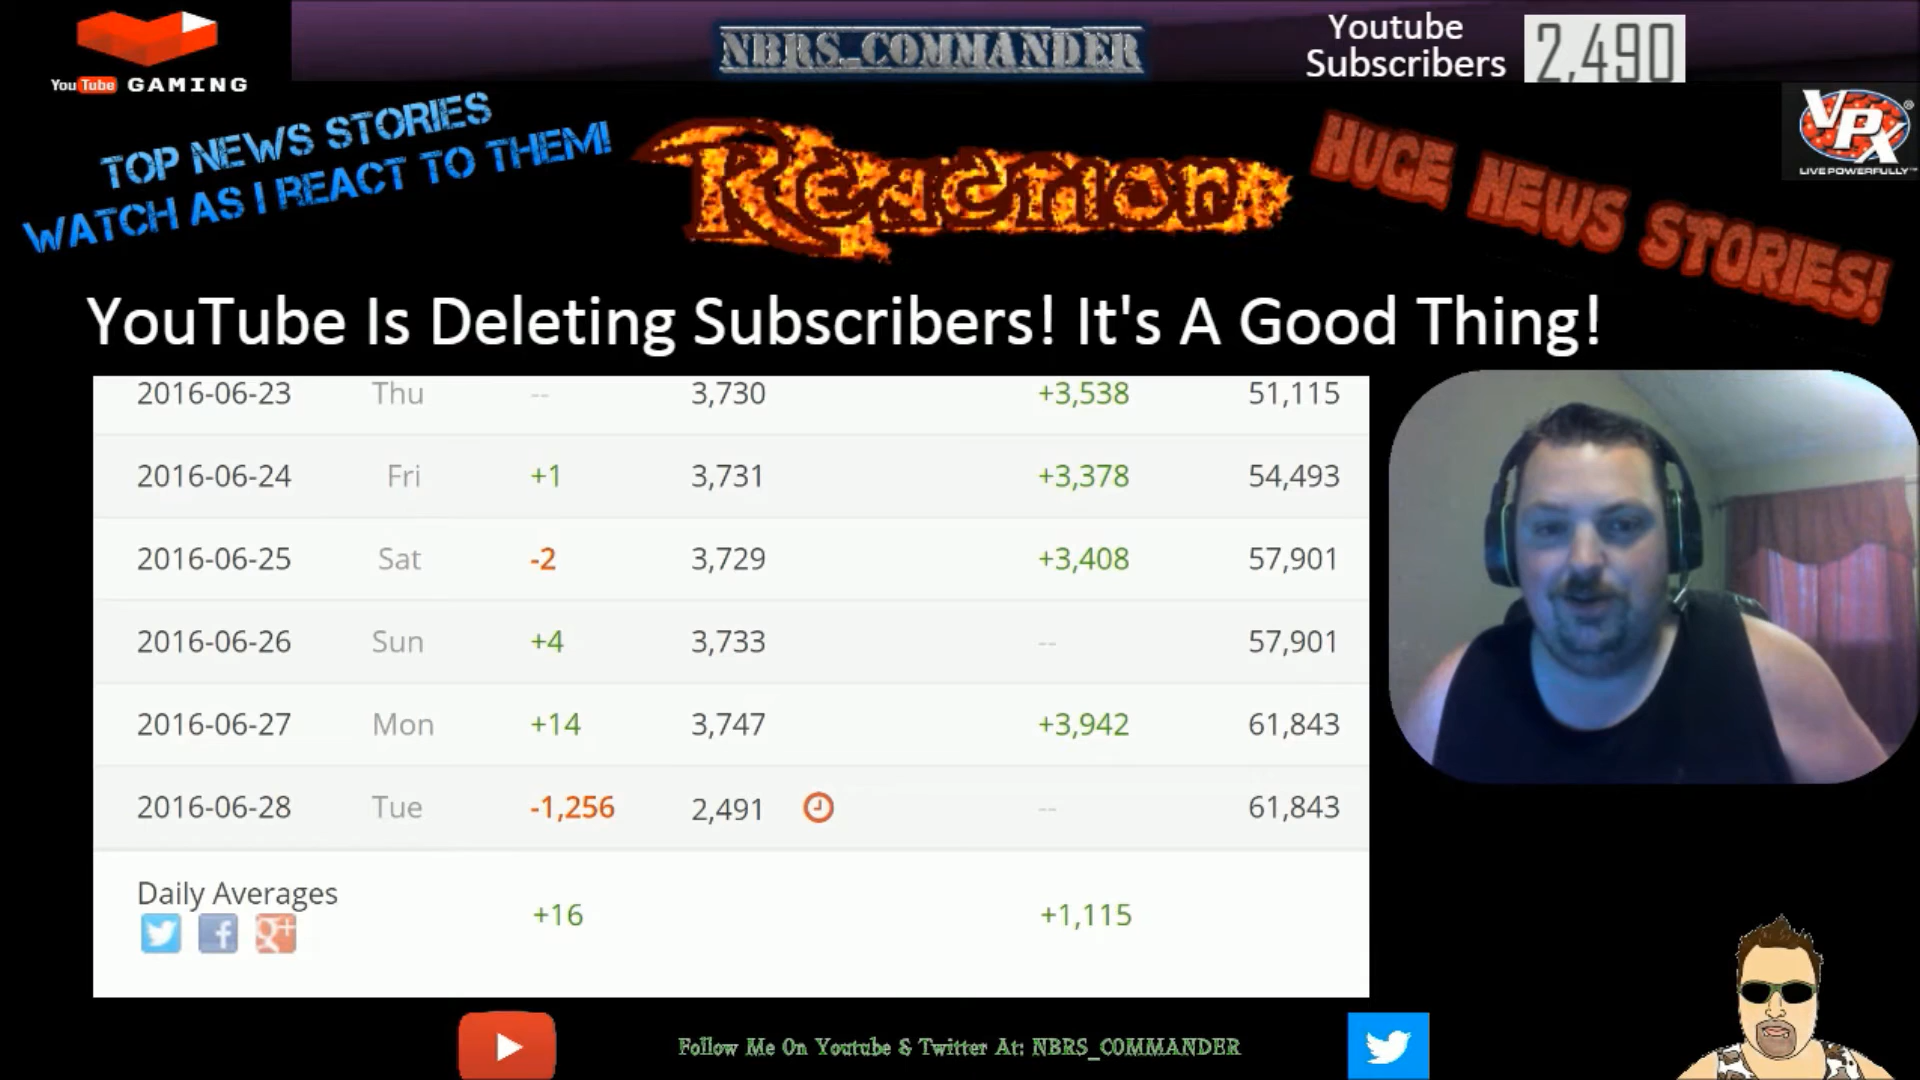 YouTube GAMING
NBRS_COMMANDER
Youtube
Subscribers
2,490
TOP NEWS STORIES
WATCH AS I REACT TO THEM!
Reaction
HUGE NEWS STORIES!
VPX®
LIVE POWERFULLY™
YouTube Is Deleting Subscribers! It's A Good Thing!
2016-06-23 Thu -- 3,730 +3,538 51,115
2016-06-24 Fri +1 3,731 +3,378 54,493
2016-06-25 Sat -2 3,729 +3,408 57,901
2016-06-26 Sun +4 3,733 -- 57,901
2016-06-27 Mon +14 3,747 +3,942 61,843
2016-06-28 Tue -1,256 2,491 -- 61,843
Daily Averages +16 +1,115
f g+
Follow Me On Youtube & Twitter At: NBRS_COMMANDER